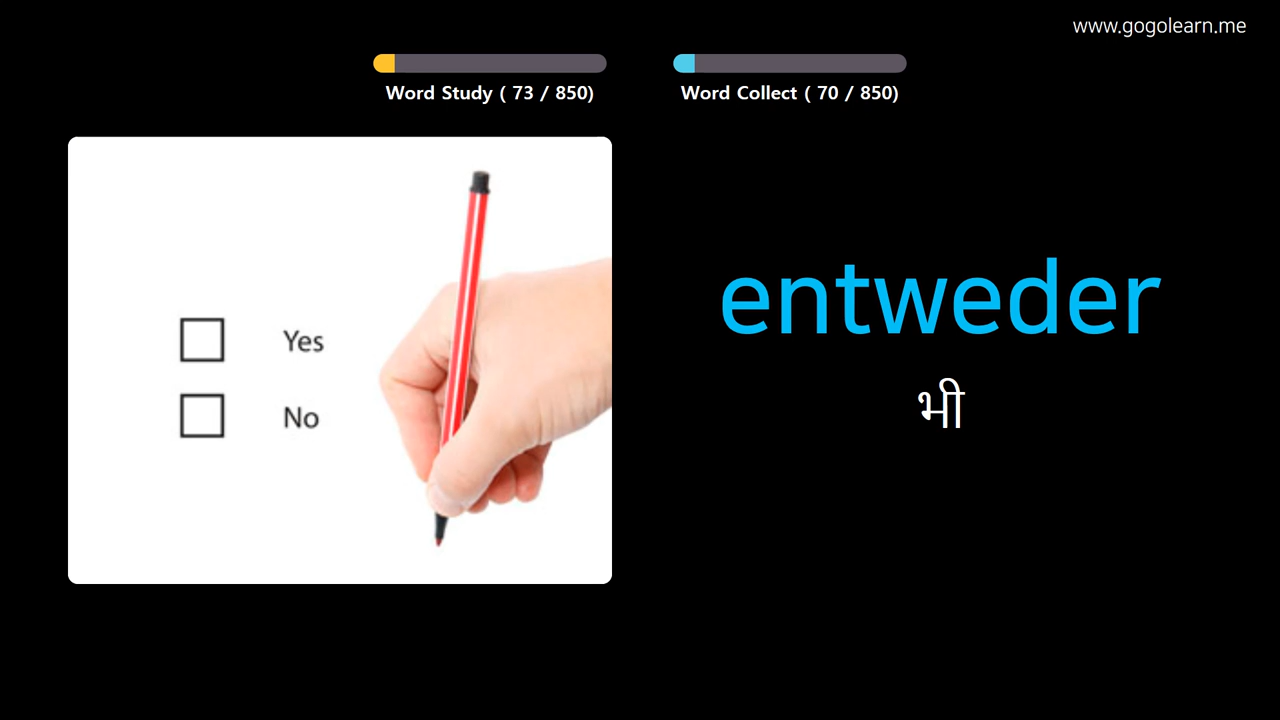 www.gogolearn.me
Word Study ( 73 / 850)
Word Collect ( 70 / 850)
Yes
No
entweder
भी